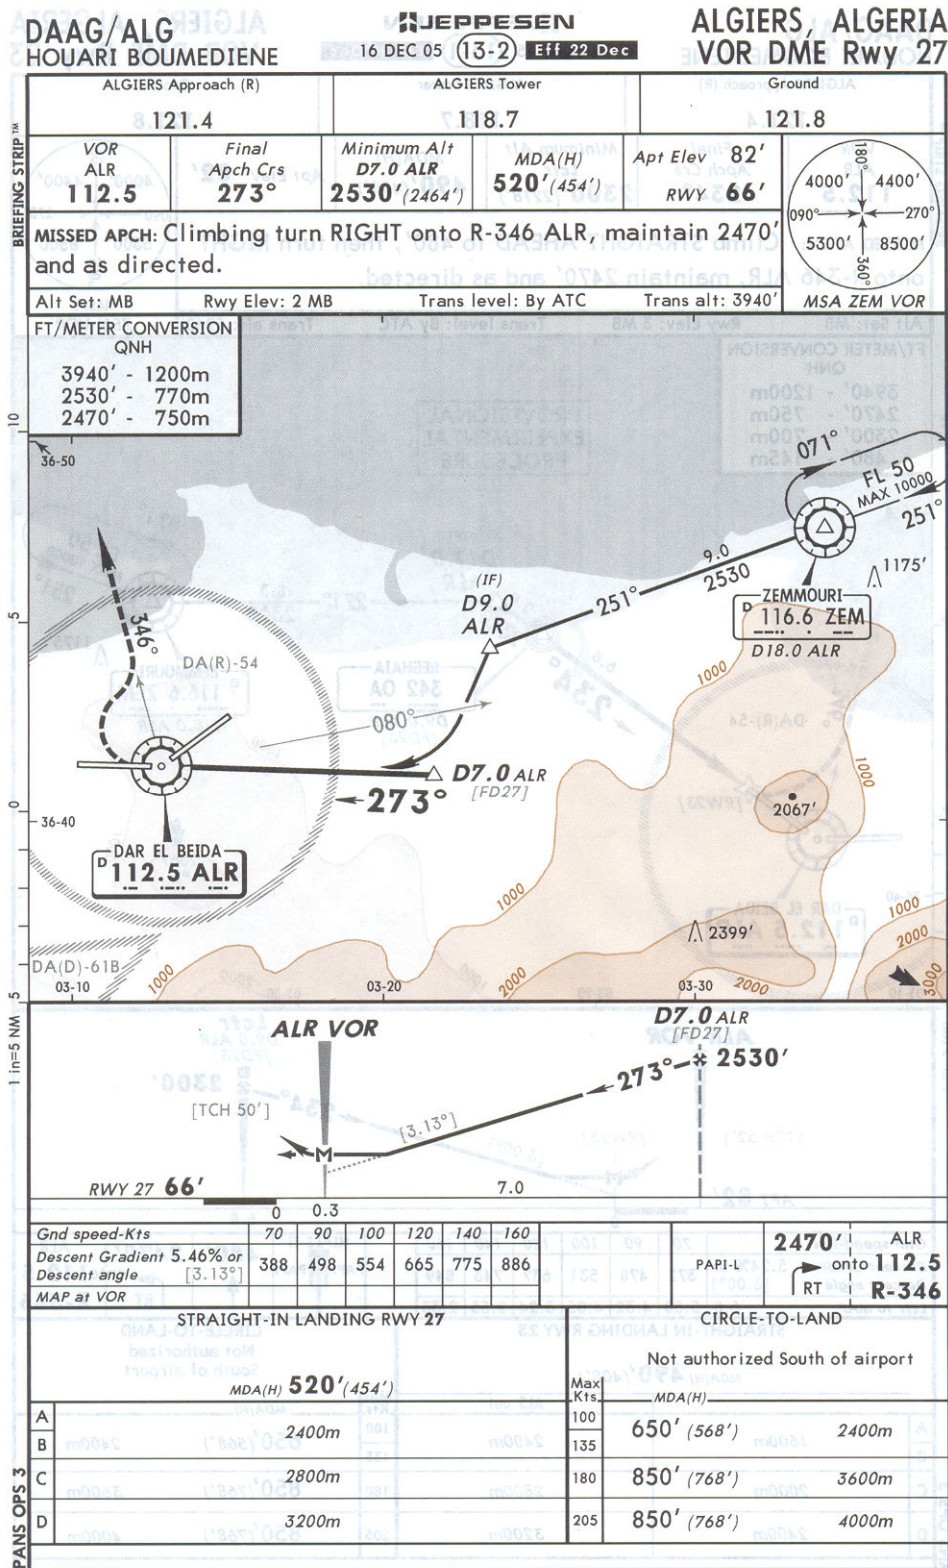 DAAG/ALG
HOUARI BOUMEDIENE
JEPPESEN
16 DEC 05 13-2 Eff 22 Dec
ALGIERS, ALGERIA
VOR DME Rwy 27
BRIEFING STRIP™
ALGIERS Approach (R)
121.4
ALGIERS Tower
118.7
Ground
121.8
VOR
ALR
112.5
Final
Apch Crs
273°
Minimum Alt
D7.0 ALR
2530' (2464')
MDA(H)
520' (454')
Apt Elev 82'
RWY 66'
MISSED APCH: Climbing turn RIGHT onto R-346 ALR, maintain 2470'
and as directed.
Alt Set: MB Rwy Elev: 2 MB Trans level: By ATC Trans alt: 3940'
180°
4000' 4400'
090° 270°
5300' 8500'
360°
MSA ZEM VOR
FT/METER CONVERSION
QNH
3940' - 1200m
2530' - 770m
2470' - 750m
10
36-50
071°
FL 50
MAX 10000
251°
1175'
9.0
2530
251°
(IF)
D9.0
ALR
ZEMMOURI
D 116.6 ZEM
D18.0 ALR
5
346°
DA(R)-54
080°
1000
1000
D7.0 ALR
[FD27]
273°
2067'
0
36-40
DAR EL BEIDA
D 112.5 ALR
1000
2399'
1000
2000
3000
DA(D)-61B
1000
2000
2000
03-10
03-20
03-30
5
1 in=5 NM
ALR VOR
D7.0 ALR
[FD27]
2530'
273°
[TCH 50']
[3.13°]
M
RWY 27 66'
7.0
0 0.3
Gnd speed-Kts 70 90 100 120 140 160
Descent Gradient 5.46% or
Descent angle [3.13°] 388 498 554 665 775 886
MAP at VOR
PAPI-L
2470' ALR
onto 112.5
RT R-346
STRAIGHT-IN LANDING RWY 27
MDA(H) 520' (454')
CIRCLE-TO-LAND
Not authorized South of airport
Max
Kts
MDA(H)
A
B
2400m
C 2800m
D 3200m
100
135
650' (568') 2400m
180 850' (768') 3600m
205 850' (768') 4000m
PANS OPS 3